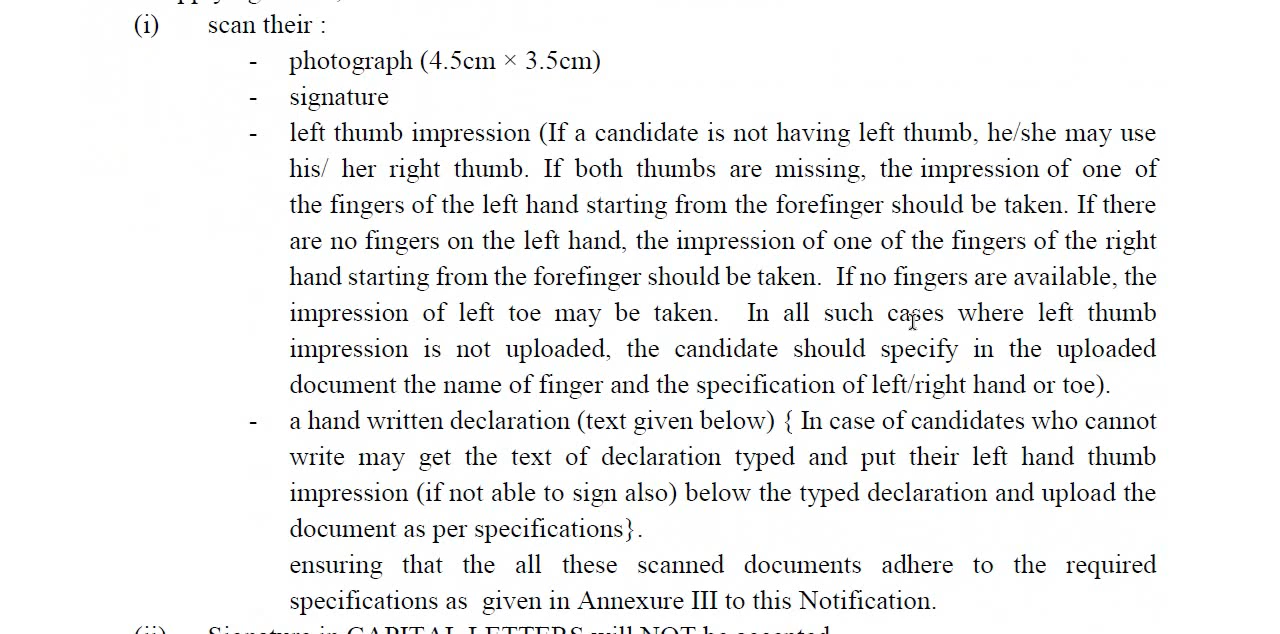 (i) scan their :
- photograph (4.5cm × 3.5cm)
- signature
- left thumb impression (If a candidate is not having left thumb, he/she may use
his/ her right thumb. If both thumbs are missing, the impression of one of
the fingers of the left hand starting from the forefinger should be taken. If there
are no fingers on the left hand, the impression of one of the fingers of the right
hand starting from the forefinger should be taken. If no fingers are available, the
impression of left toe may be taken. In all such cases where left thumb
impression is not uploaded, the candidate should specify in the uploaded
document the name of finger and the specification of left/right hand or toe).
- a hand written declaration (text given below) { In case of candidates who cannot
write may get the text of declaration typed and put their left hand thumb
impression (if not able to sign also) below the typed declaration and upload the
document as per specifications}.
ensuring that the all these scanned documents adhere to the required
specifications as given in Annexure III to this Notification.
(ii) Signature in CAPITAL LETTERS will NOT be accepted